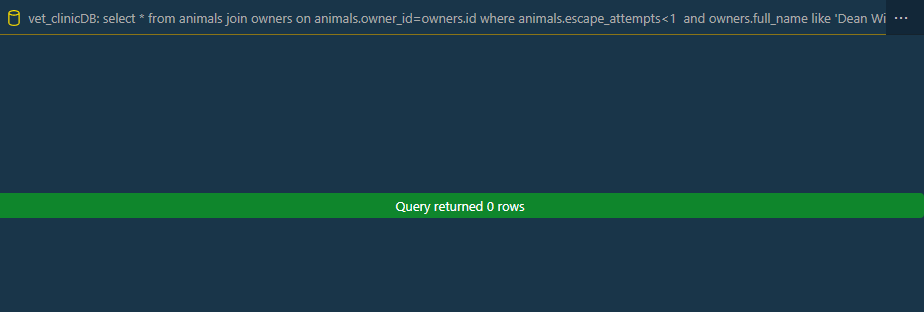 vet_clinicDB: select * from animals join owners on animals.owner_id=owners.id where animals.escape_attempts<1 and owners.full_name like 'Dean Wi ...
Query returned 0 rows